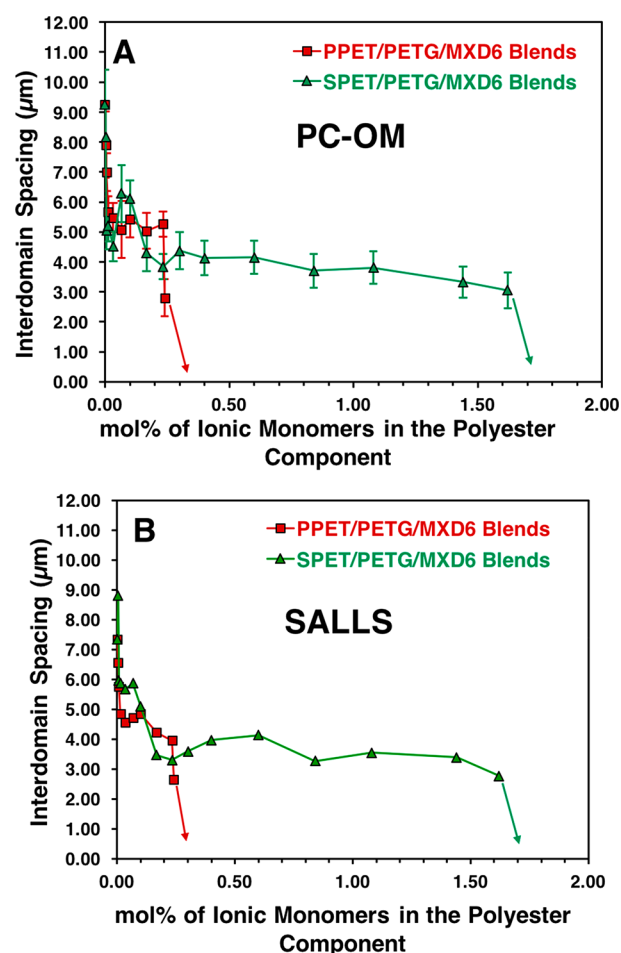 A
PPET/PETG/MXD6 Blends
SPET/PETG/MXD6 Blends
PC-OM
Interdomain Spacing (µm)
12.00
11.00
10.00
9.00
8.00
7.00
6.00
5.00
4.00
3.00
2.00
1.00
0.00
0.00 0.50 1.00 1.50 2.00
mol% of Ionic Monomers in the Polyester
Component
B
PPET/PETG/MXD6 Blends
SPET/PETG/MXD6 Blends
SALLS
Interdomain Spacing (µm)
12.00
11.00
10.00
9.00
8.00
7.00
6.00
5.00
4.00
3.00
2.00
1.00
0.00
0.00 0.50 1.00 1.50 2.00
mol% of Ionic Monomers in the Polyester
Component